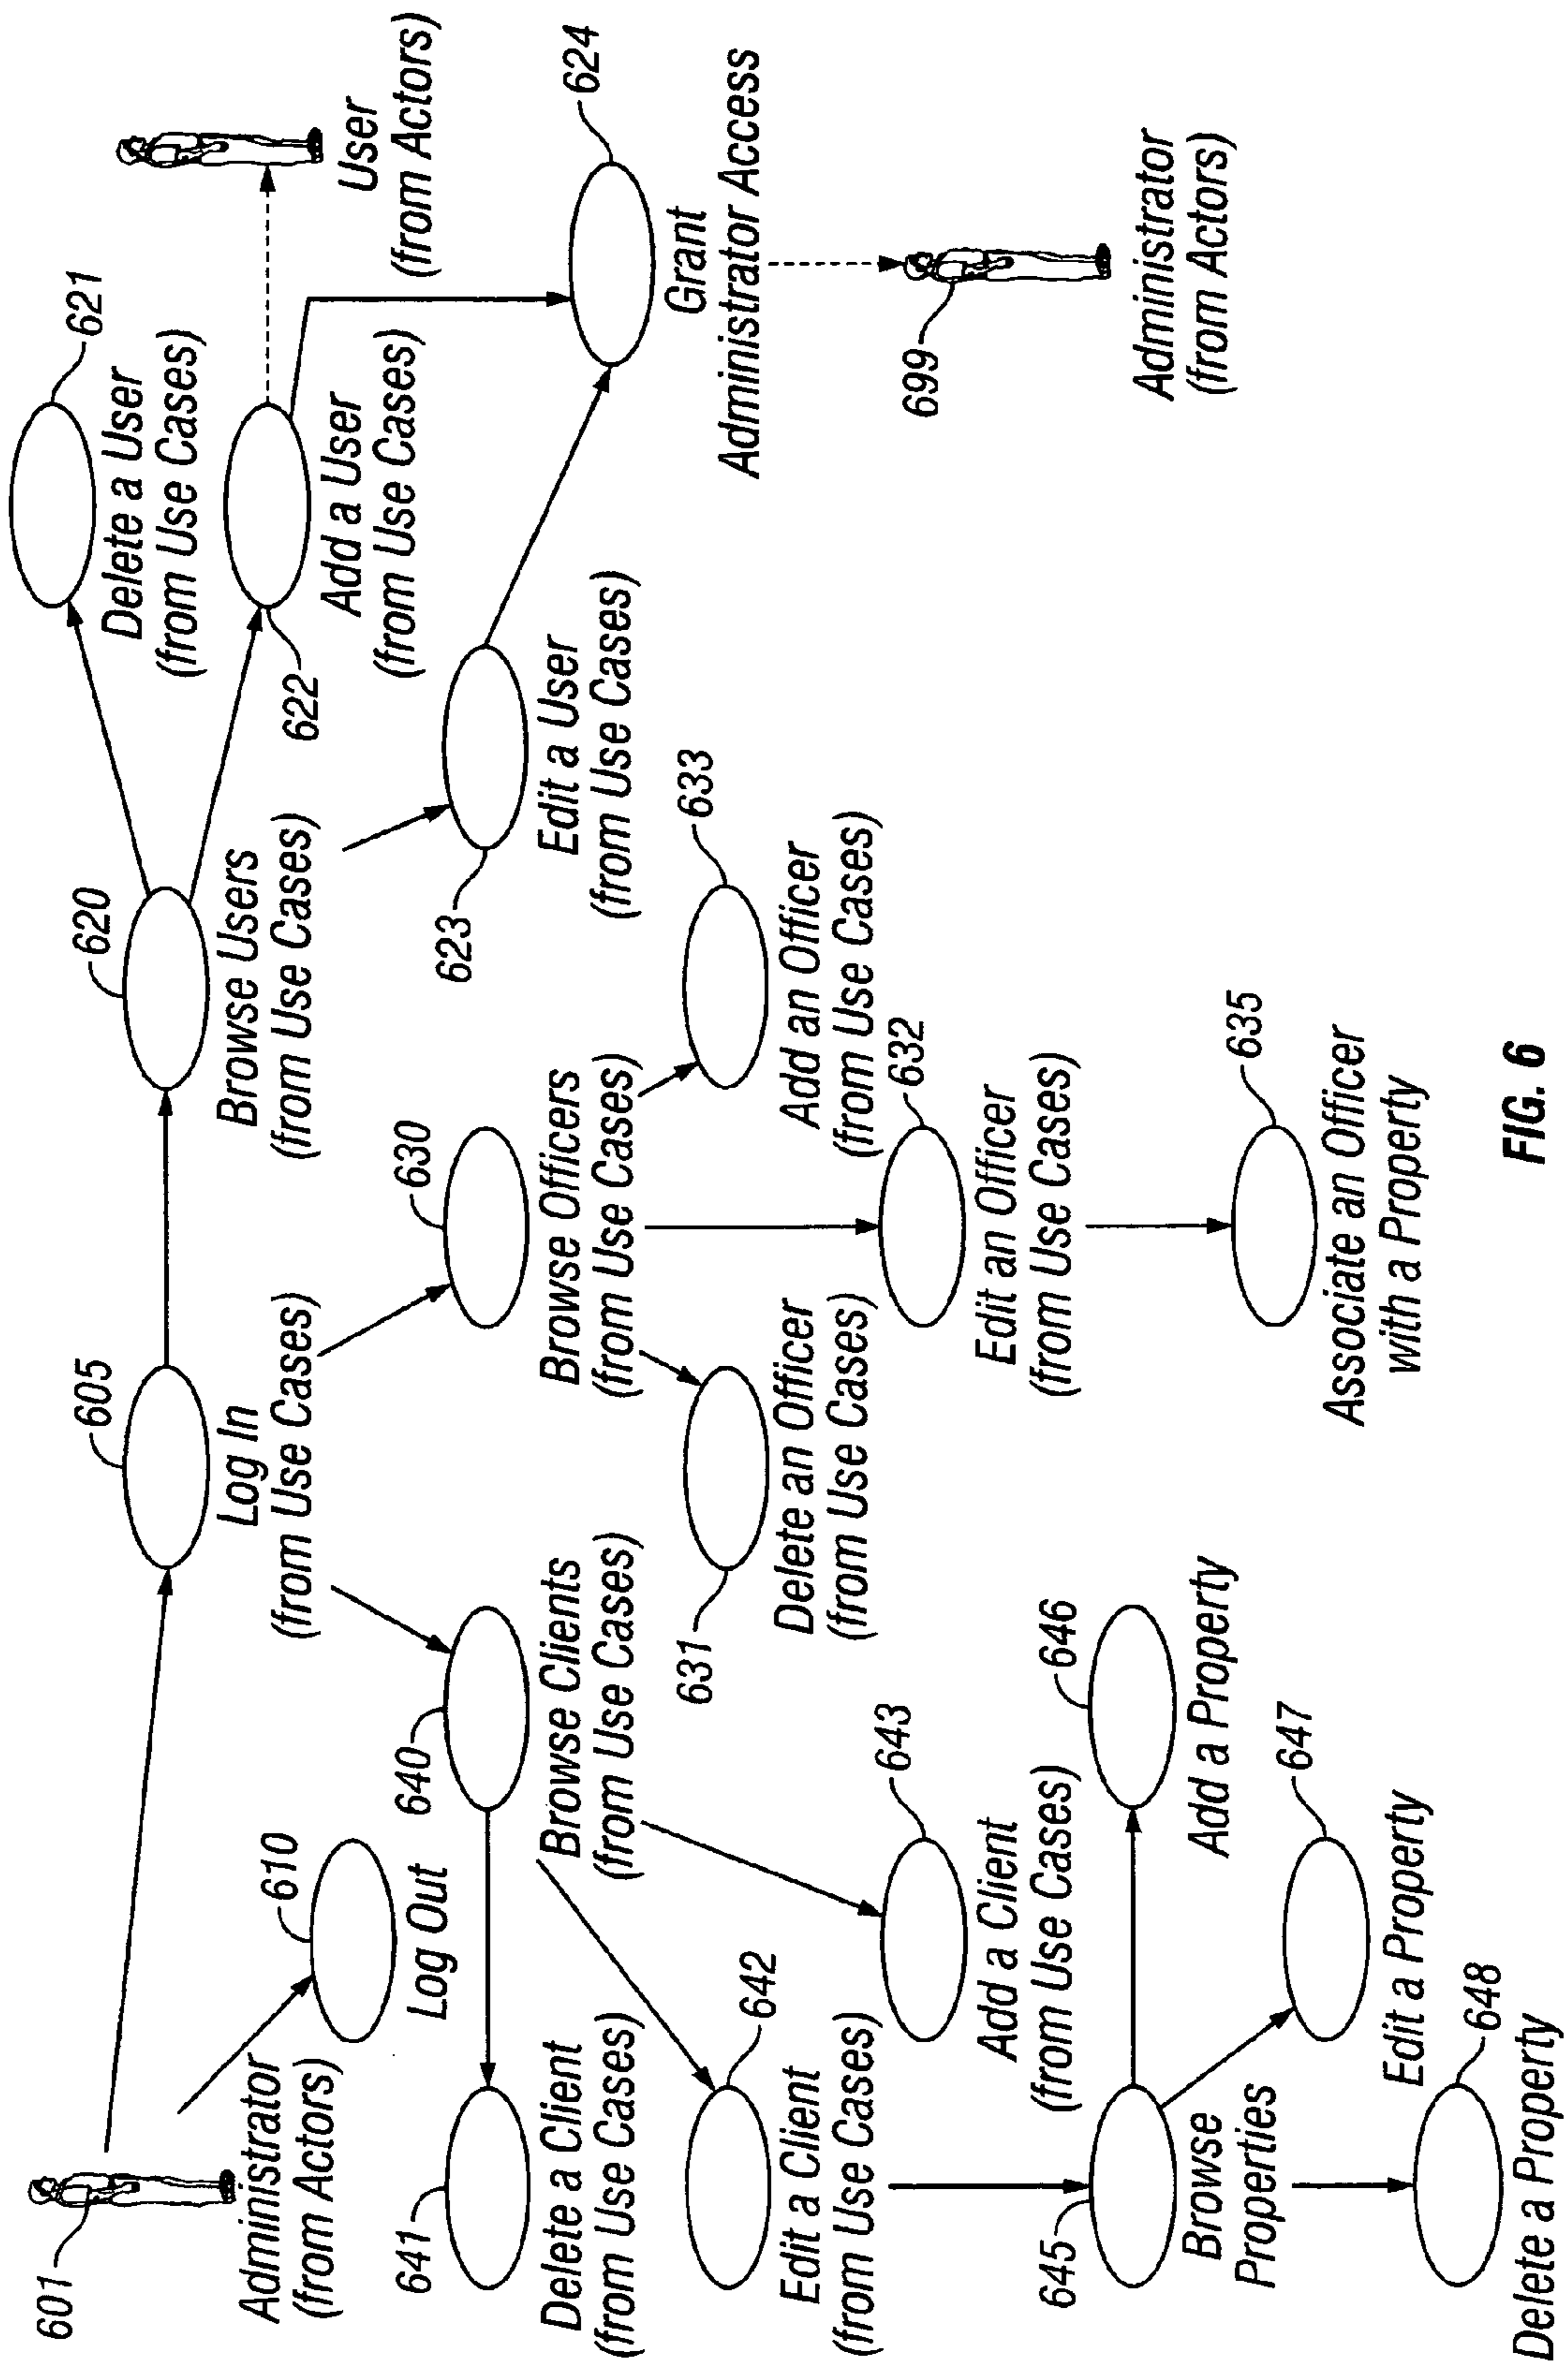 601
Administrator
(from Actors)
605
Log In
(from Use Cases)
610
Log Out
620
Browse Users
(from Use Cases)
621
Delete a User
(from Use Cases)
622
Add a User
(from Use Cases)
User
(from Actors)
623
Edit a User
(from Use Cases)
624
Grant
Administrator Access
699
Administrator
(from Actors)
630
Browse Officers
(from Use Cases)
631
Delete an Officer
(from Use Cases)
632
Edit an Officer
(from Use Cases)
633
Add an Officer
(from Use Cases)
635
Associate an Officer
with a Property
640
Browse Clients
(from Use Cases)
641
Delete a Client
(from Use Cases)
642
Edit a Client
(from Use Cases)
643
Add a Client
(from Use Cases)
645
Browse
Properties
646
Add a Property
647
Edit a Property
648
Delete a Property
FIG. 6